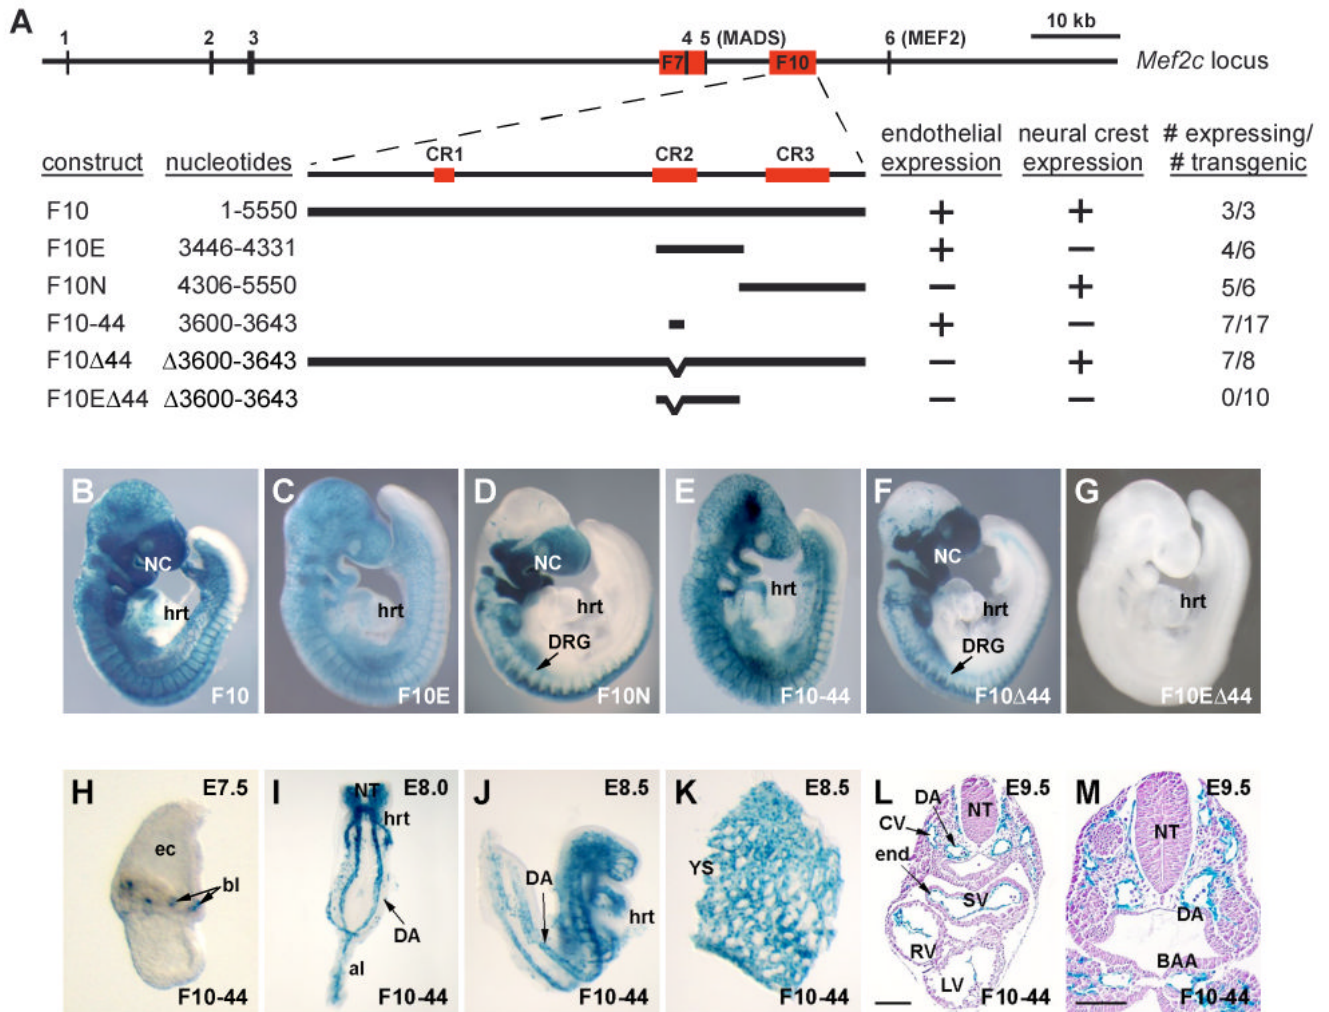 A
1 2 3 F7 4 5 (MADS) F10 6 (MEF2) 10 kb
Mef2c locus
construct nucleotides CR1 CR2 CR3 endothelial expression neural crest expression # expressing/ # transgenic
F10 1-5550 + + 3/3
F10E 3446-4331 + − 4/6
F10N 4306-5550 − + 5/6
F10-44 3600-3643 + − 7/17
F10Δ44 Δ3600-3643 − + 7/8
F10EΔ44 Δ3600-3643 − − 0/10
B NC hrt F10
C hrt F10E
D NC hrt DRG F10N
E hrt F10-44
F NC hrt DRG F10Δ44
G hrt F10EΔ44
H E7.5 ec bl F10-44
I E8.0 NT hrt DA al F10-44
J E8.5 DA hrt F10-44
K E8.5 YS F10-44
L E9.5 DA NT CV end SV RV LV F10-44
M E9.5 NT DA BAA F10-44